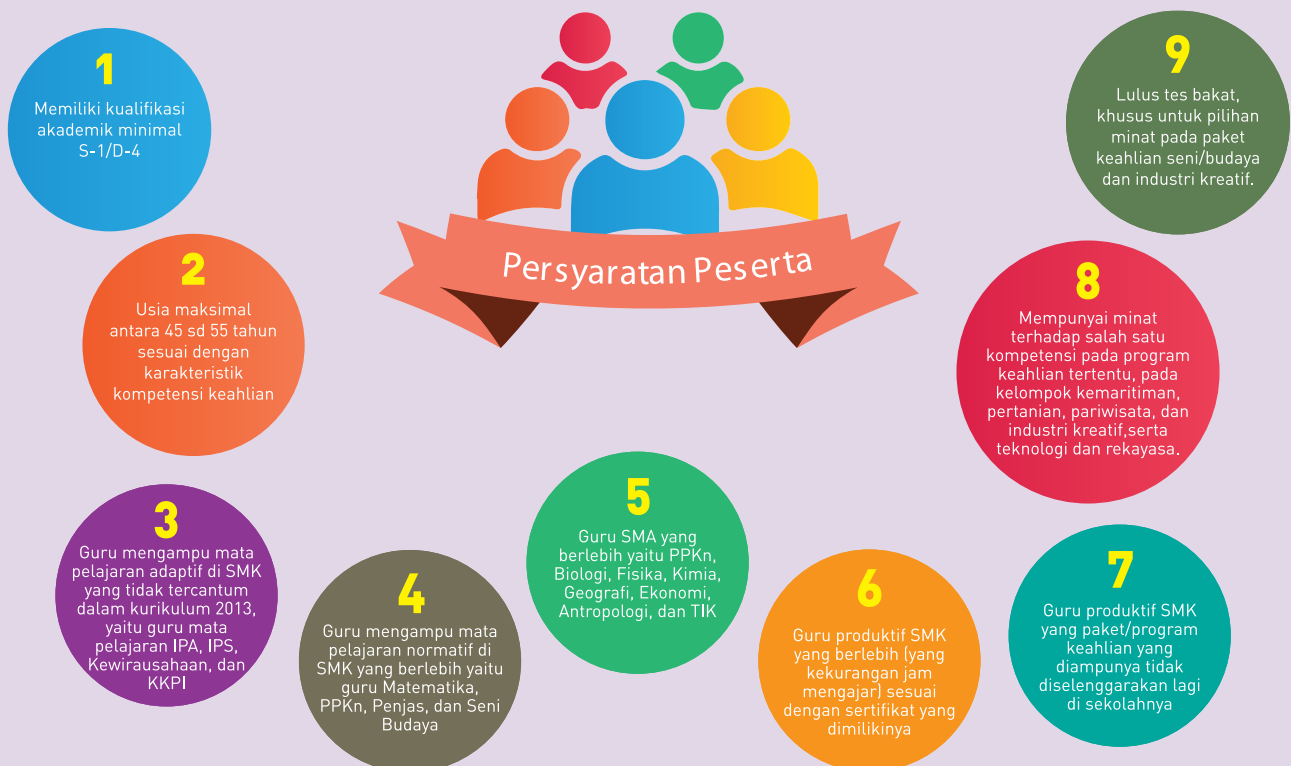 Persyaratan Peserta
1
Memiliki kualifikasi
akademik minimal
S-1/D-4
2
Usia maksimal
antara 45 sd 55 tahun
sesuai dengan
karakteristik
kompetensi keahlian
3
Guru mengampu mata
pelajaran adaptif di SMK
yang tidak tercantum
dalam kurikulum 2013,
yaitu guru mata
pelajaran IPA, IPS,
Kewirausahaan, dan
KKPI
4
Guru mengampu mata
pelajaran normatif di
SMK yang berlebih yaitu
guru Matematika,
PPKn, Penjas, dan Seni
Budaya
5
Guru SMA yang
berlebih yaitu PPKn,
Biologi, Fisika, Kimia,
Geografi, Ekonomi,
Antropologi, dan TIK
6
Guru produktif SMK
yang berlebih (yang
kekurangan jam
mengajar) sesuai
dengan sertifikat yang
dimilikinya
7
Guru produktif SMK
yang paket/program
keahlian yang
diampunya tidak
diselenggarakan lagi
di sekolahnya
8
Mempunyai minat
terhadap salah satu
kompetensi pada program
keahlian tertentu, pada
kelompok kemaritiman,
pertanian, pariwisata, dan
industri kreatif,serta
teknologi dan rekayasa.
9
Lulus tes bakat,
khusus untuk pilihan
minat pada paket
keahlian seni/budaya
dan industri kreatif.